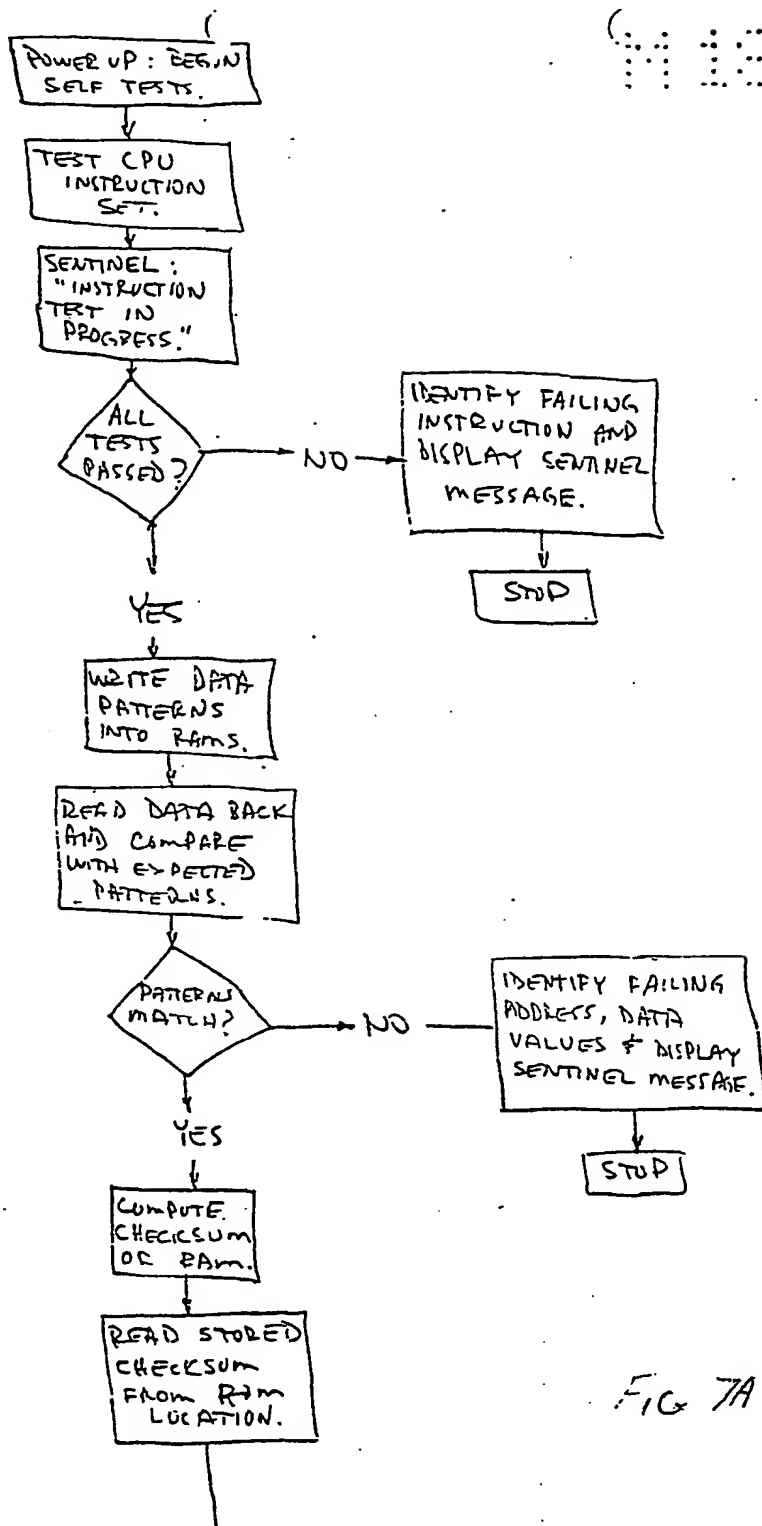 POWER UP: BEGIN
SELF TESTS.
TEST CPU
INSTRUCTION
SET.
SENTINEL:
"INSTRUCTION
TEST IN
PROGRESS."
ALL
TESTS
PASSED?
NO
IDENTIFY FAILING
INSTRUCTION AND
DISPLAY SENTINEL
MESSAGE.
STOP
YES
WRITE DATA
PATTERNS
INTO RAMS.
READ DATA BACK
AND COMPARE
WITH EXPECTED
PATTERNS.
PATTERNS
MATCH?
NO
IDENTIFY FAILING
ADDRESS, DATA
VALUES & DISPLAY
SENTINEL MESSAGE.
STOP
YES
COMPUTE
CHECKSUM
OF RAM.
READ STORED
CHECKSUM
FROM
LOCATION.
FIG 7A